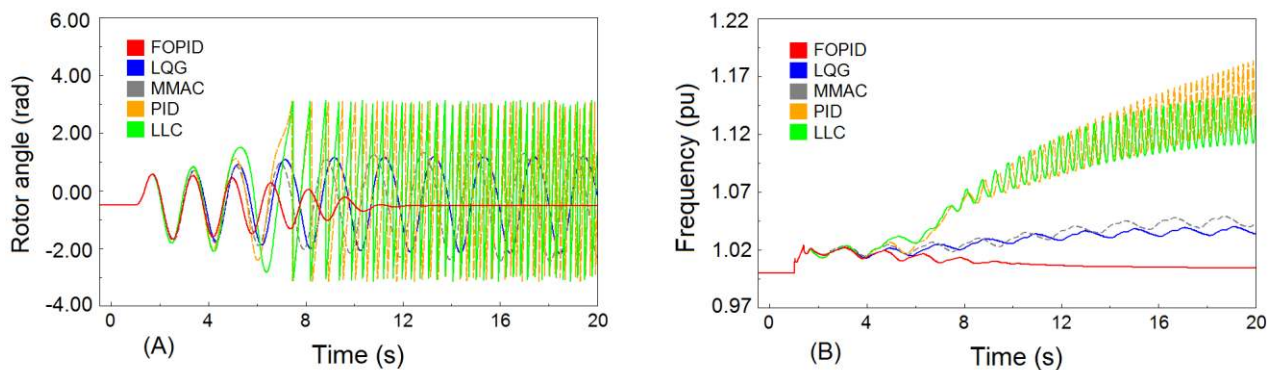 6.00
4.00
2.00
0.00
-2.00
-4.00
Rotor angle (rad)
FOPID
LQG
MMAC
PID
LLC
0 4 8 12 16 20
(A) Time (s)
1.22
1.17
1.12
1.07
1.02
0.97
Frequency (pu)
FOPID
LQG
MMAC
PID
LLC
0 4 8 12 16 20
(B) Time (s)